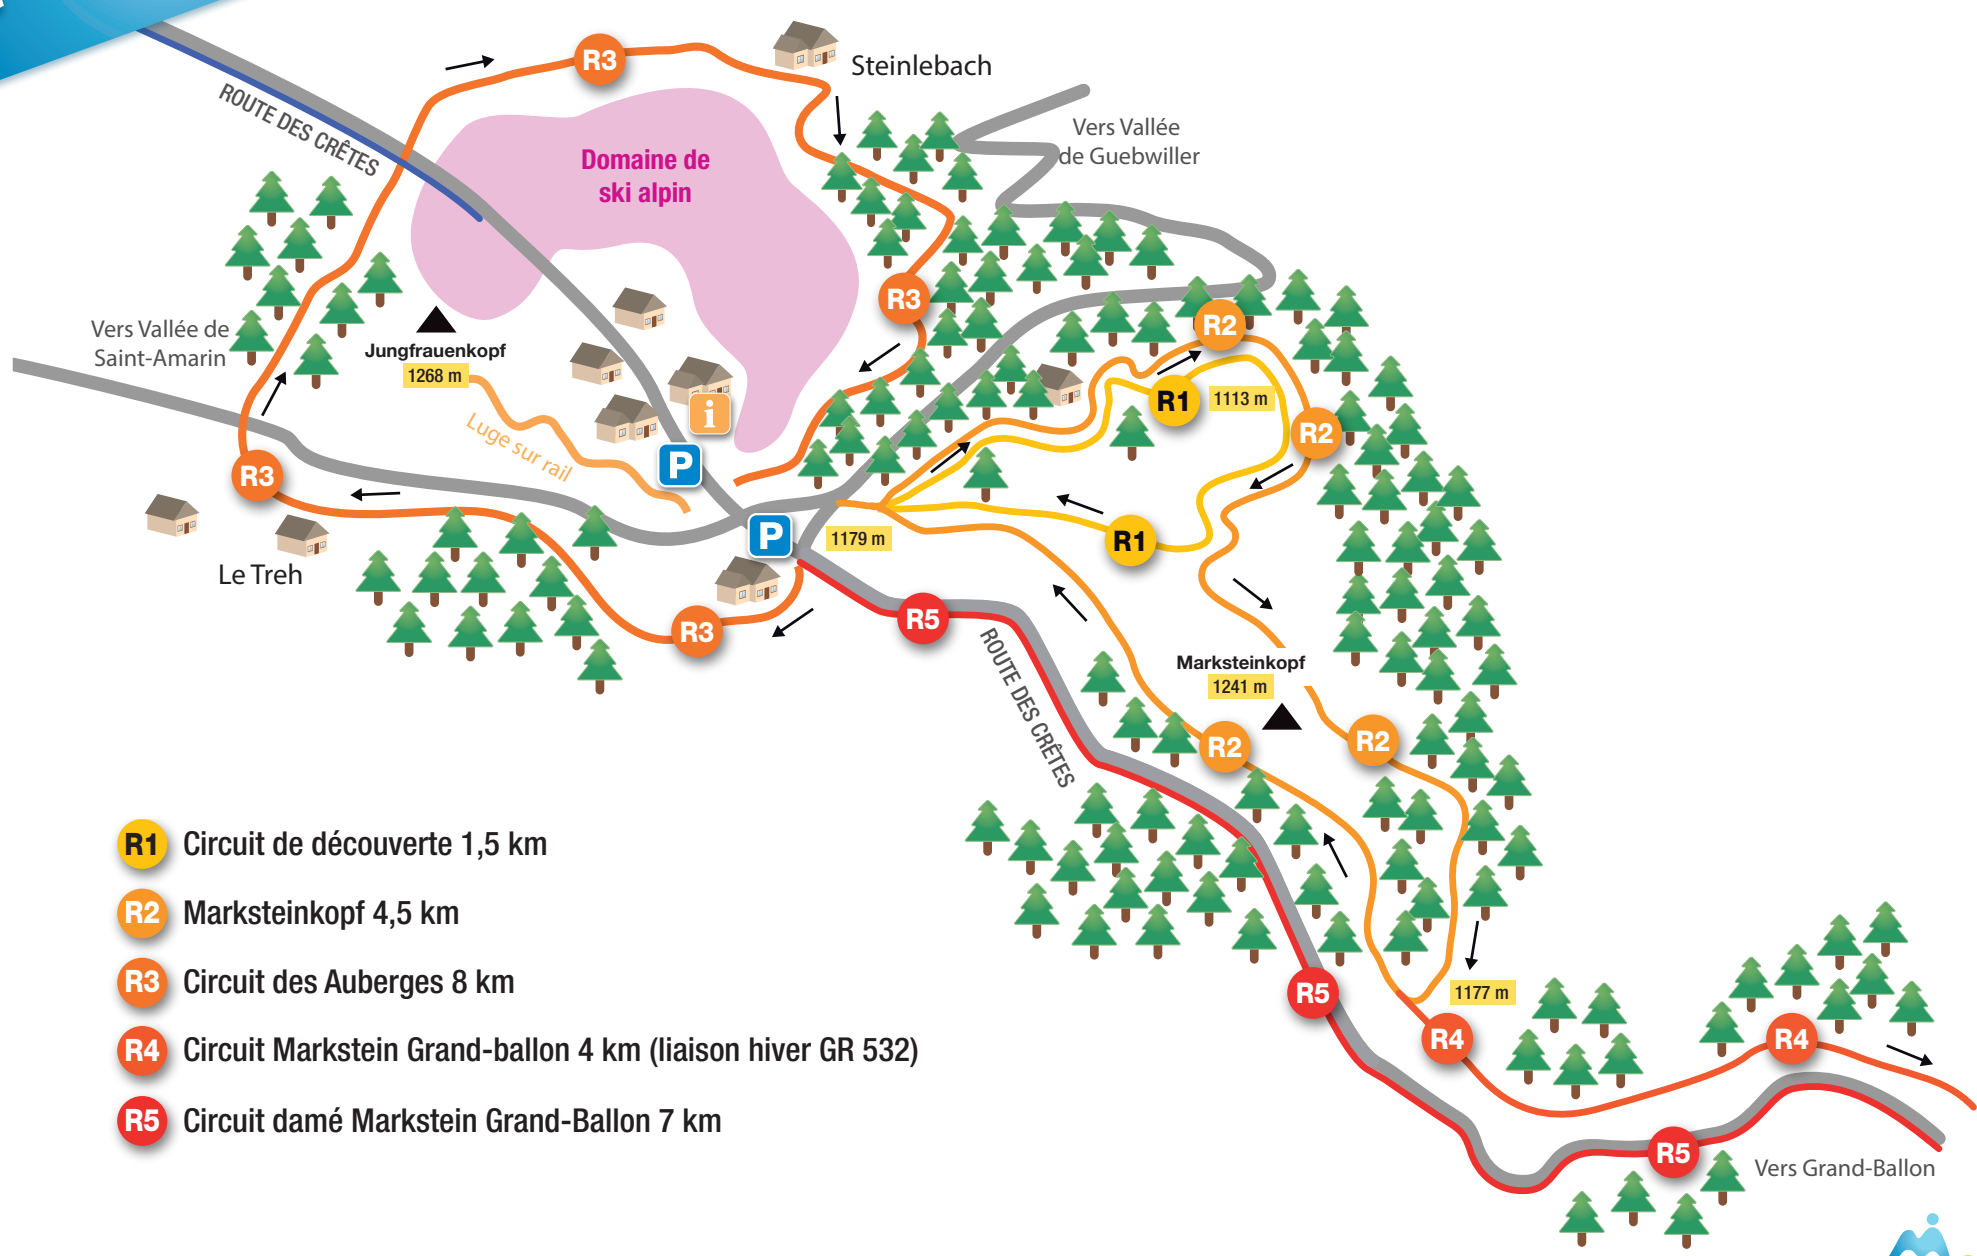 R3
Steinlebach
ROUTE DES CRÊTES
Vers Vallée
de Guebwiller
Domaine de
ski alpin
R3
R2
Vers Vallée de
Saint-Amarin
Jungfrauenkopf
1268 m
R1
1113 m
i
Luge sur rail
R2
P
R3
P
1179 m
R1
Le Treh
R5
R3
ROUTE DES CRÊTES
Marksteinkopf
1241 m
R2
R2
R1 Circuit de découverte 1,5 km
R2 Marksteinkopf 4,5 km
R3 Circuit des Auberges 8 km
R4 Circuit Markstein Grand-ballon 4 km (liaison hiver GR 532)
R5 Circuit damé Markstein Grand-Ballon 7 km
R5
1177 m
R4
R4
R5
Vers Grand-Ballon